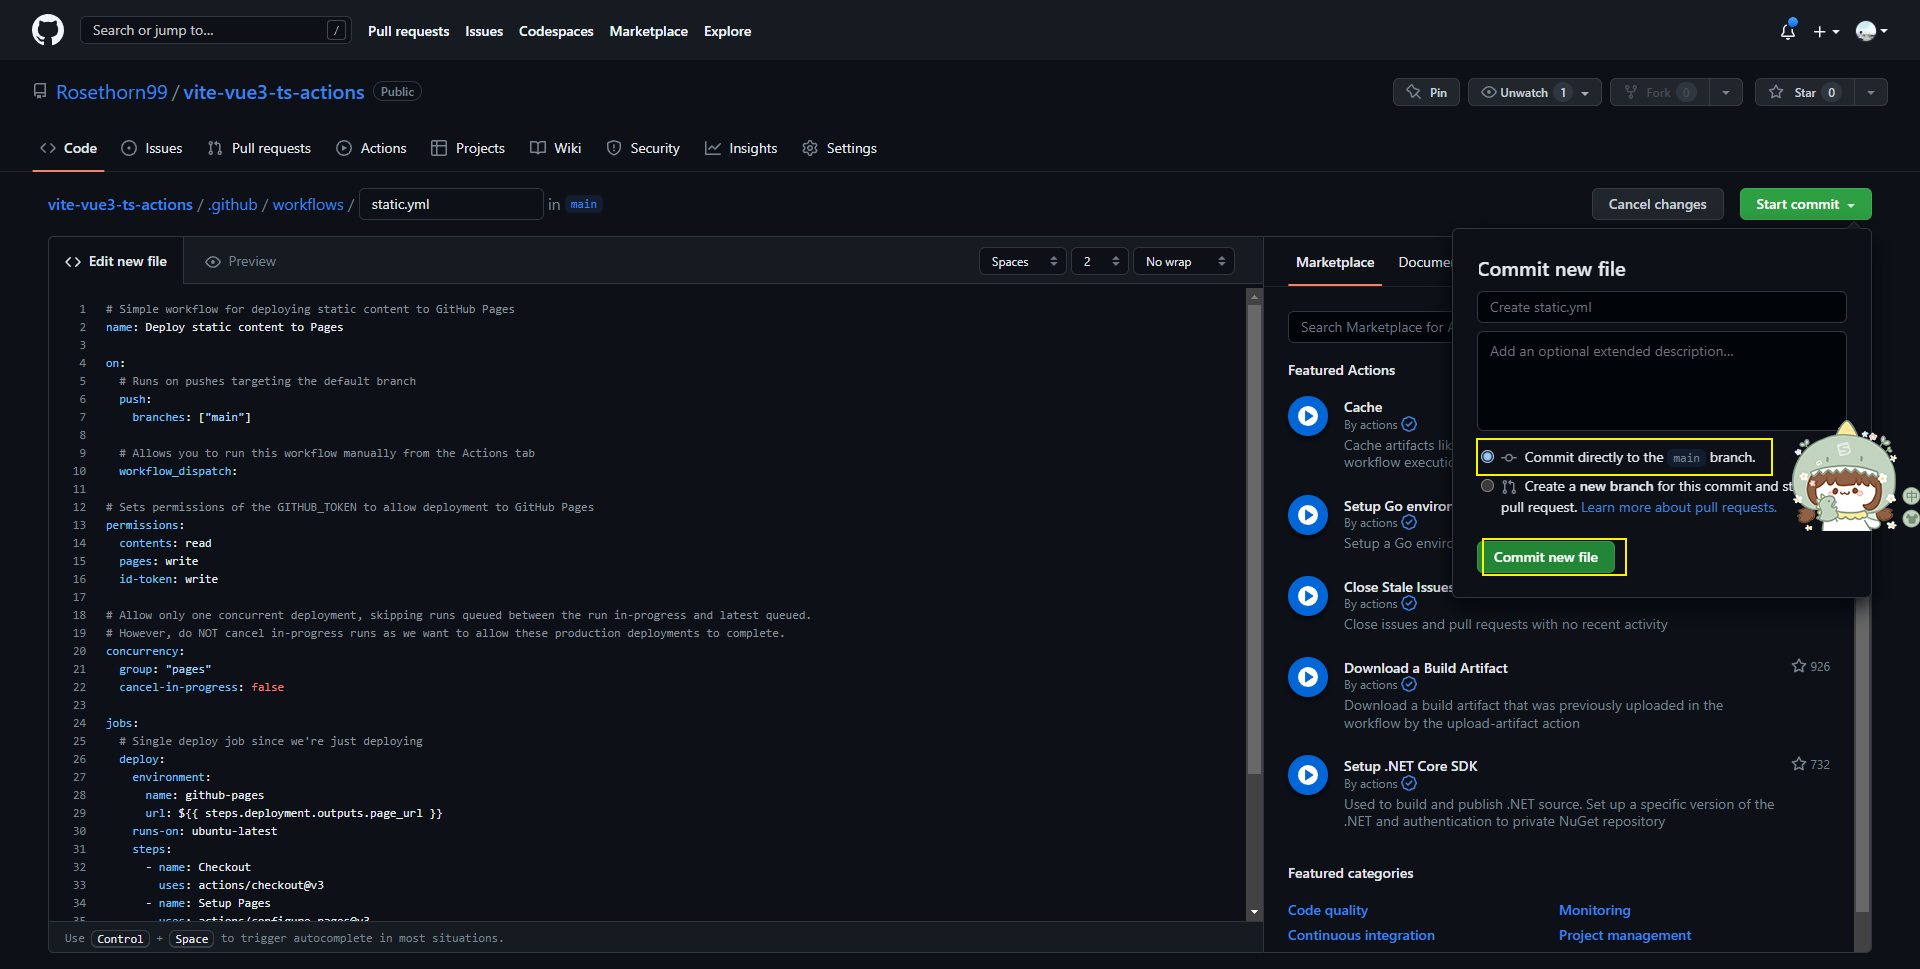 Search or jump to... /
Pull requests Issues Codespaces Marketplace Explore
Rosethorn99 / vite-vue3-ts-actions Public
Pin Unwatch 1 Fork 0 Star 0
Code Issues Pull requests Actions Projects Wiki Security Insights Settings
vite-vue3-ts-actions / .github / workflows / static.yml in main
Cancel changes Start commit
Edit new file Preview
Spaces 2 No wrap
1 # Simple workflow for deploying static content to GitHub Pages
2 name: Deploy static content to Pages
3
4 on:
5 # Runs on pushes targeting the default branch
6 push:
7 branches: ["main"]
8
9 # Allows you to run this workflow manually from the Actions tab
10 workflow_dispatch:
11
12 # Sets permissions of the GITHUB_TOKEN to allow deployment to GitHub Pages
13 permissions:
14 contents: read
15 pages: write
16 id-token: write
17
18 # Allow only one concurrent deployment, skipping runs queued between the run in-progress and latest queued.
19 # However, do NOT cancel in-progress runs as we want to allow these production deployments to complete.
20 concurrency:
21 group: "pages"
22 cancel-in-progress: false
23
24 jobs:
25 # Single deploy job since we're just deploying
26 deploy:
27 environment:
28 name: github-pages
29 url: ${{ steps.deployment.outputs.page_url }}
30 runs-on: ubuntu-latest
31 steps:
32 - name: Checkout
33 uses: actions/checkout@v3
34 - name: Setup Pages
35 uses: actions/configure-pages@v3
Use Control + Space to trigger autocomplete in most situations.
Marketplace Documen
Search Marketplace for A
Featured Actions
Cache
By actions
Cache artifacts lik
workflow executio
Setup Go environ
By actions
Setup a Go enviro
Close Stale Issues
By actions
Close issues and pull requests with no recent activity
Download a Build Artifact 926
By actions
Download a build artifact that was previously uploaded in the
workflow by the upload-artifact action
Setup .NET Core SDK 732
By actions
Used to build and publish .NET source. Set up a specific version of the
.NET and authentication to private NuGet repository
Featured categories
Code quality Monitoring
Continuous integration Project management
Commit new file
Create static.yml
Add an optional extended description...
Commit directly to the main branch.
Create a new branch for this commit and st
pull request. Learn more about pull requests.
Commit new file
中